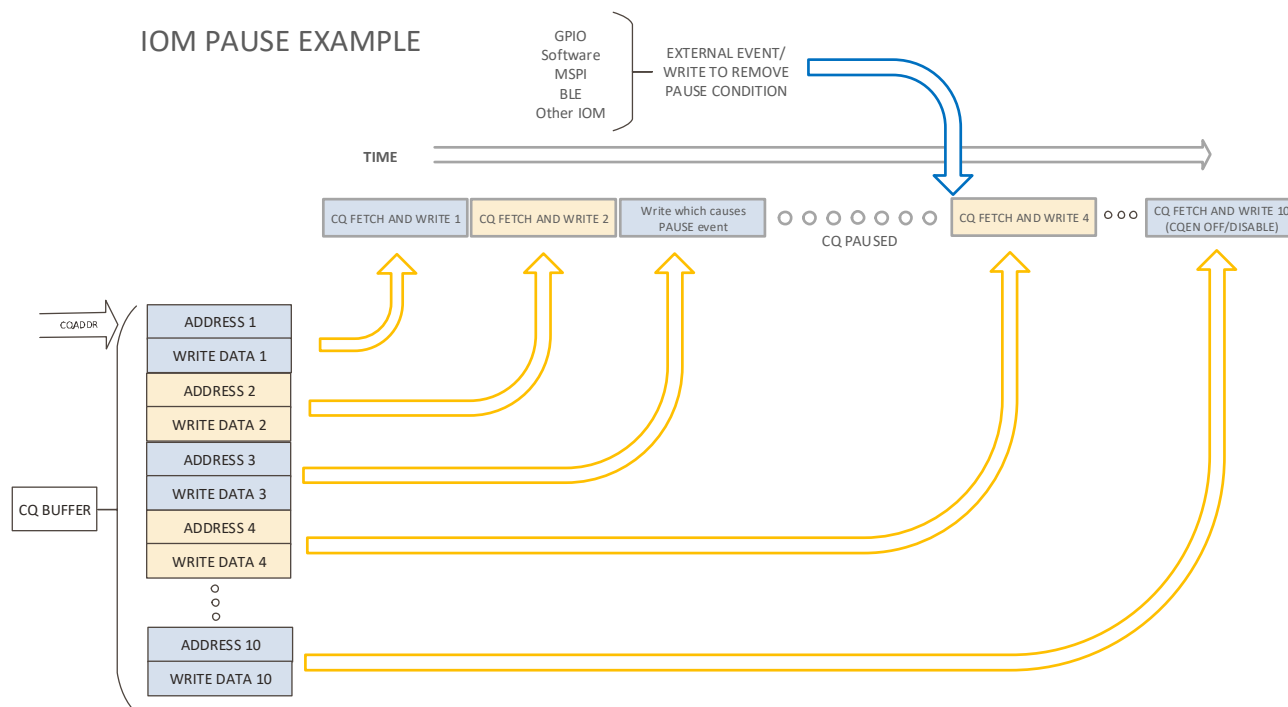 IOM PAUSE EXAMPLE
GPIO
Software
MSPI
BLE
Other IOM
EXTERNAL EVENT/
WRITE TO REMOVE
PAUSE CONDITION
TIME
CQ FETCH AND WRITE 1
CQ FETCH AND WRITE 2
Write which causes
PAUSE event
CQ PAUSED
CQ FETCH AND WRITE 4
CQ FETCH AND WRITE 10
(CQEN OFF/DISABLE)
CQADDR
ADDRESS 1
WRITE DATA 1
ADDRESS 2
WRITE DATA 2
ADDRESS 3
WRITE DATA 3
CQ BUFFER
ADDRESS 4
WRITE DATA 4
ADDRESS 10
WRITE DATA 10